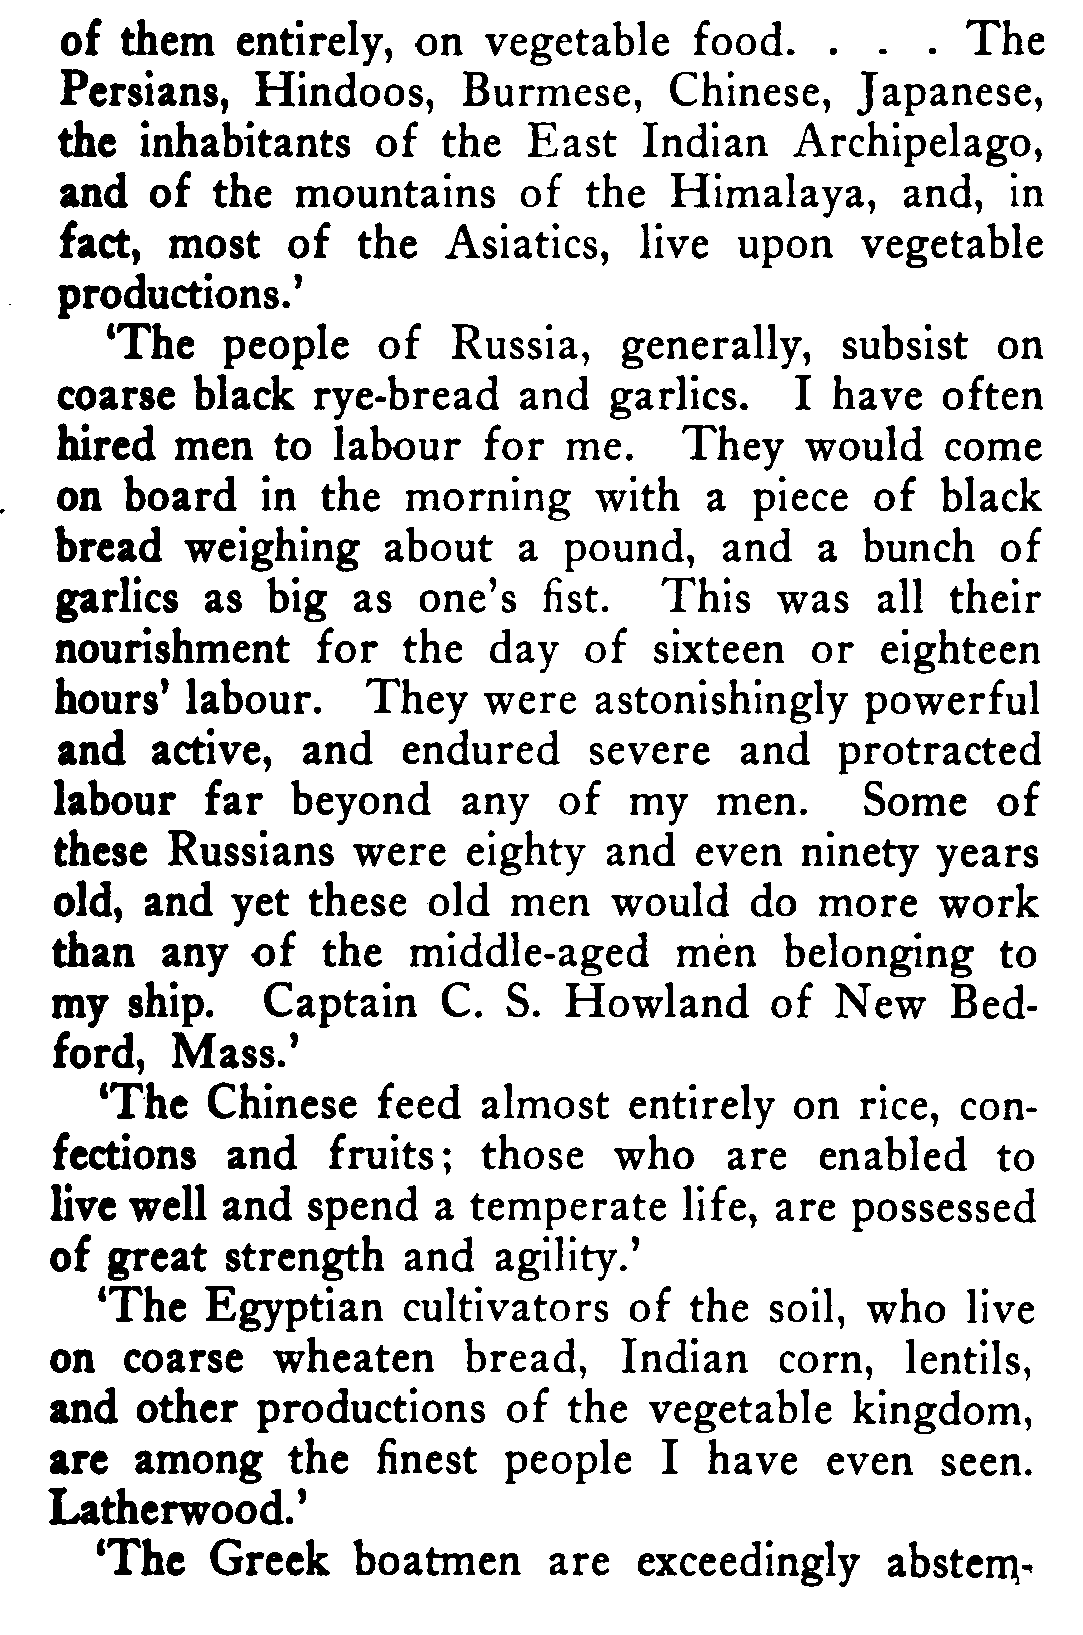 of them entirely, on vegetable food. . . . The
Persians, Hindoos, Burmese, Chinese, Japanese,
the inhabitants of the East Indian Archipelago,
and of the mountains of the Himalaya, and, in
fact, most of the Asiatics, live upon vegetable
productions.’
‘The people of Russia, generally, subsist on
coarse black rye-bread and garlics. I have often
hired men to labour for me. They would come
on board in the morning with a piece of black
bread weighing about a pound, and a bunch of
garlics as big as one’s fist. This was all their
nourishment for the day of sixteen or eighteen
hours’ labour. They were astonishingly powerful
and active, and endured severe and protracted
labour far beyond any of my men. Some of
these Russians were eighty and even ninety years
old, and yet these old men would do more work
than any of the middle-aged men belonging to
my ship. Captain C. S. Howland of New Bed-
ford, Mass.’
‘The Chinese feed almost entirely on rice, con-
fections and fruits; those who are enabled to
live well and spend a temperate life, are possessed
of great strength and agility.’
‘The Egyptian cultivators of the soil, who live
on coarse wheaten bread, Indian corn, lentils,
and other productions of the vegetable kingdom,
are among the finest people I have even seen.
Latherwood.’
‘The Greek boatmen are exceedingly abstem-